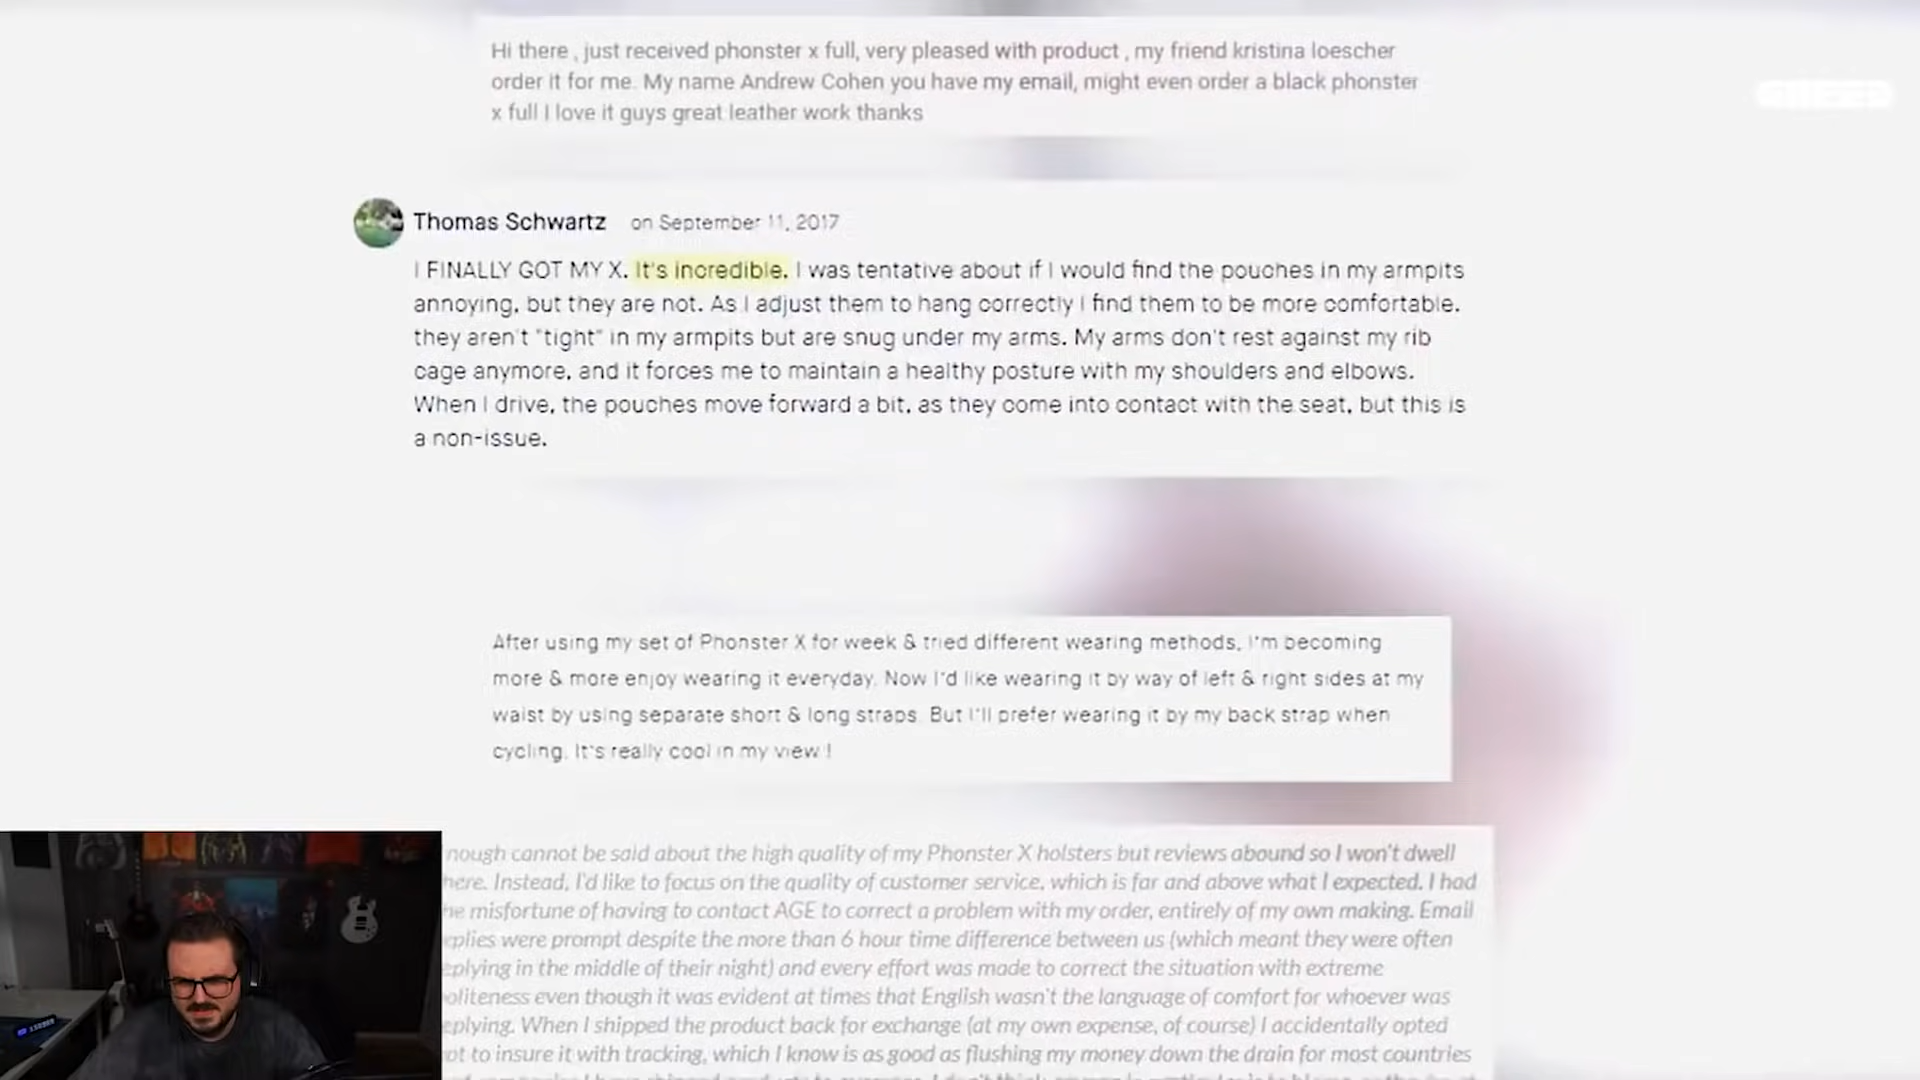 Hi there , just received phonster x full, very pleased with product , my friend kristina loescher
order it for me. My name Andrew Cohen you have my email, might even order a black phonster
x full I love it guys great leather work thanks
Thomas Schwartz on September 11, 2017
I FINALLY GOT MY X. It's incredible. I was tentative about if I would find the pouches in my armpits
annoying, but they are not. As I adjust them to hang correctly I find them to be more comfortable.
they aren't "tight" in my armpits but are snug under my arms. My arms don't rest against my rib
cage anymore, and it forces me to maintain a healthy posture with my shoulders and elbows.
When I drive, the pouches move forward a bit, as they come into contact with the seat, but this is
a non-issue.
After using my set of Phonster X for week & tried different wearing methods, I'm becoming
more & more enjoy wearing it everyday. Now I'd like wearing it by way of left & right sides at my
waist by using separate short & long straps. But I'll prefer wearing it by my back strap when
cycling. It's really cool in my view !
nough cannot be said about the high quality of my Phonster X holsters but reviews abound so I won't dwell
here. Instead, I'd like to focus on the quality of customer service, which is far and above what I expected. I had
he misfortune of having to contact AGE to correct a problem with my order, entirely of my own making. Email
eplies were prompt despite the more than 6 hour time difference between us (which meant they were often
eplying in the middle of their night) and every effort was made to correct the situation with extreme
oliteness even though it was evident at times that English wasn't the language of comfort for whoever was
eplying. When I shipped the product back for exchange (at my own expense, of course) I accidentally opted
ot to insure it with tracking, which I know is as good as flushing my money down the drain for most countries